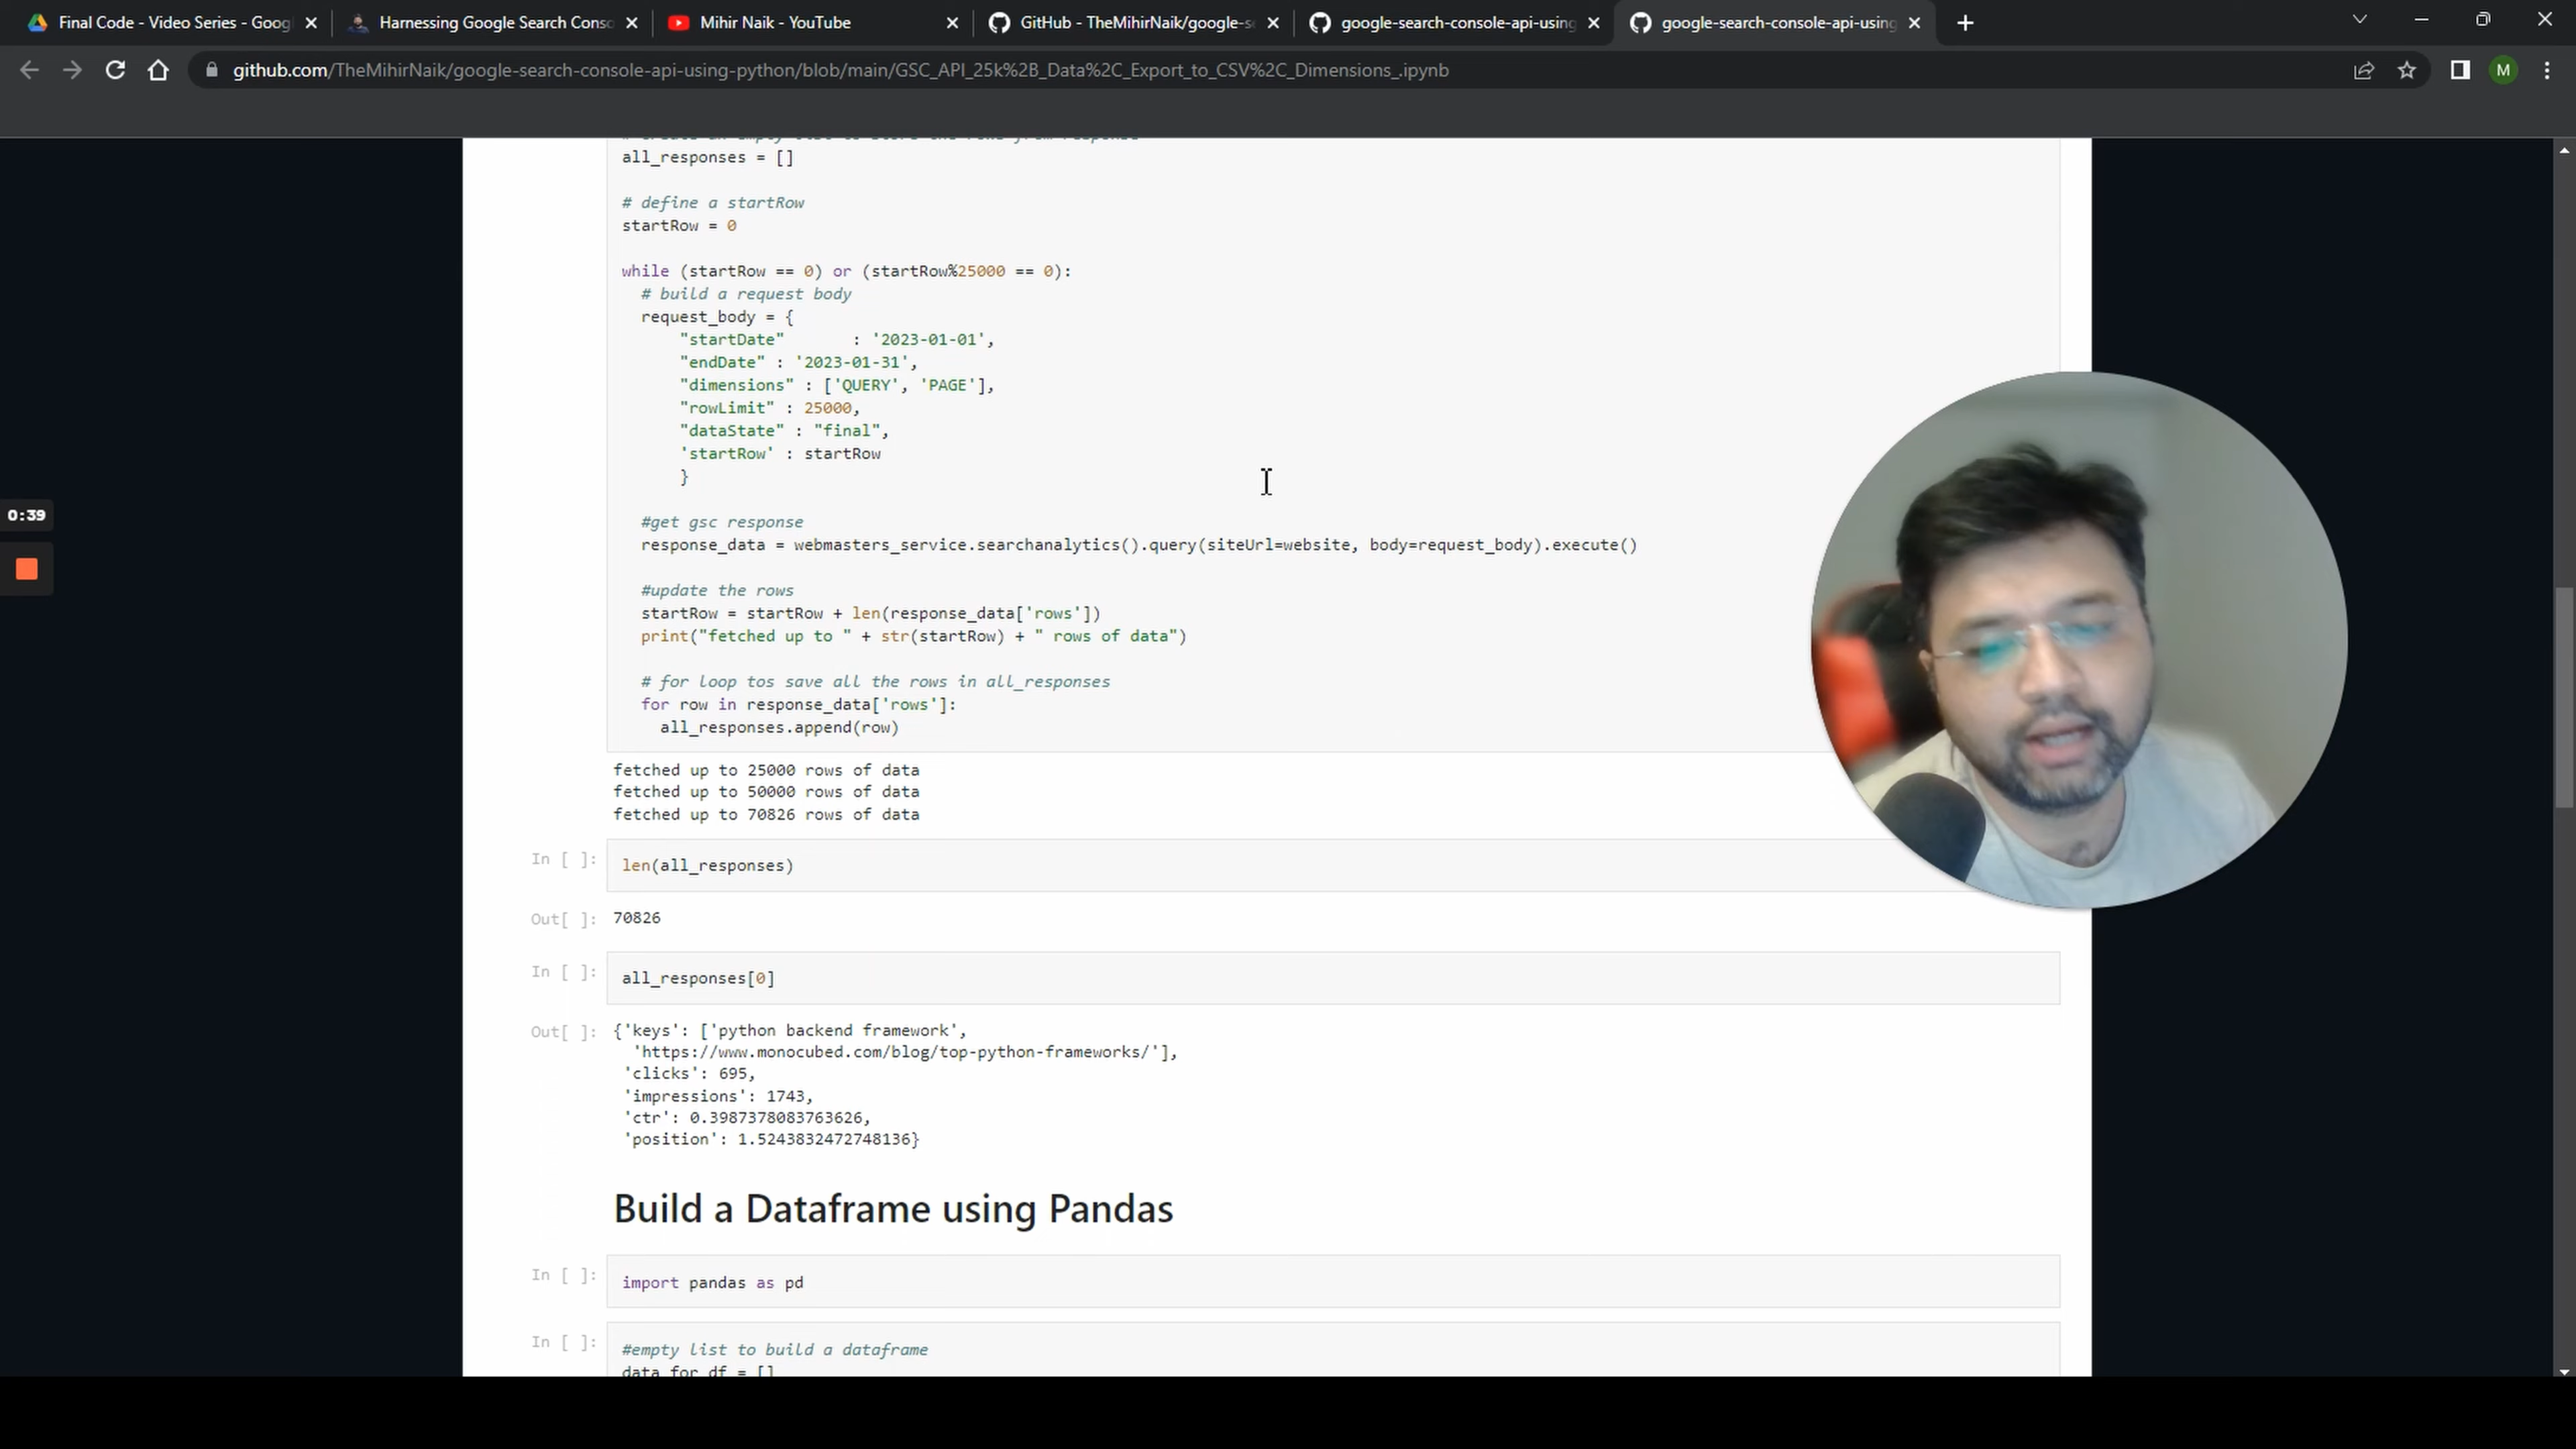 Final Code - Video Series - Goog
Harnessing Google Search Conso
Mihir Naik - YouTube
GitHub - TheMihirNaik/google-se
google-search-console-api-using
google-search-console-api-using
github.com/TheMihirNaik/google-search-console-api-using-python/blob/main/GSC_API_25k%2B_Data%2C_Export_to_CSV%2C_Dimensions_.ipynb
M
all_responses = []
# define a startRow
startRow = 0
while (startRow == 0) or (startRow%25000 == 0):
# build a request body
request_body = {
"startDate" : '2023-01-01',
"endDate" : '2023-01-31',
"dimensions" : ['QUERY', 'PAGE'],
"rowLimit" : 25000,
"dataState" : "final",
'startRow' : startRow
}
0:39
#get gsc response
response_data = webmasters_service.searchanalytics().query(siteUrl=website, body=request_body).execute()
#update the rows
startRow = startRow + len(response_data['rows'])
print("fetched up to " + str(startRow) + " rows of data")
# for loop tos save all the rows in all_responses
for row in response_data['rows']:
all_responses.append(row)
fetched up to 25000 rows of data
fetched up to 50000 rows of data
fetched up to 70826 rows of data
In [ ]: len(all_responses)
Out[ ]: 70826
In [ ]: all_responses[0]
Out[ ]: {'keys': ['python backend framework',
'https://www.monocubed.com/blog/top-python-frameworks/'],
'clicks': 695,
'impressions': 1743,
'ctr': 0.3987378083763626,
'position': 1.5243832472748136}
Build a Dataframe using Pandas
In [ ]: import pandas as pd
In [ ]: #empty list to build a dataframe
data_for_df = []